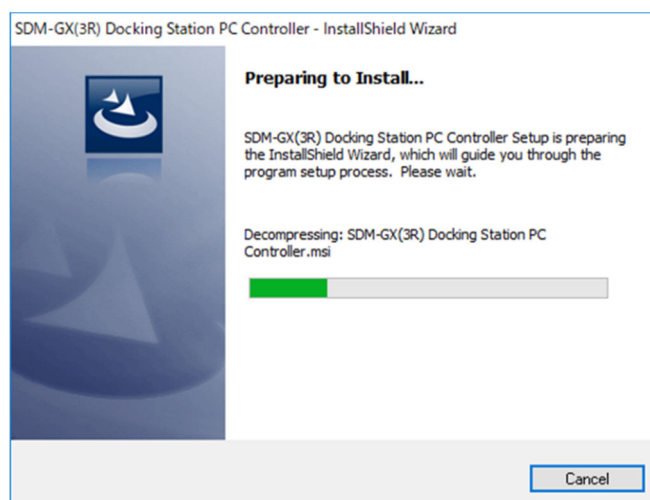 SDM-GX(3R) Docking Station PC Controller - InstallShield Wizard
Preparing to Install...
SDM-GX(3R) Docking Station PC Controller Setup is preparing
the InstallShield Wizard, which will guide you through the
program setup process.  Please wait.
Decompressing: SDM-GX(3R) Docking Station PC
Controller.msi
Cancel